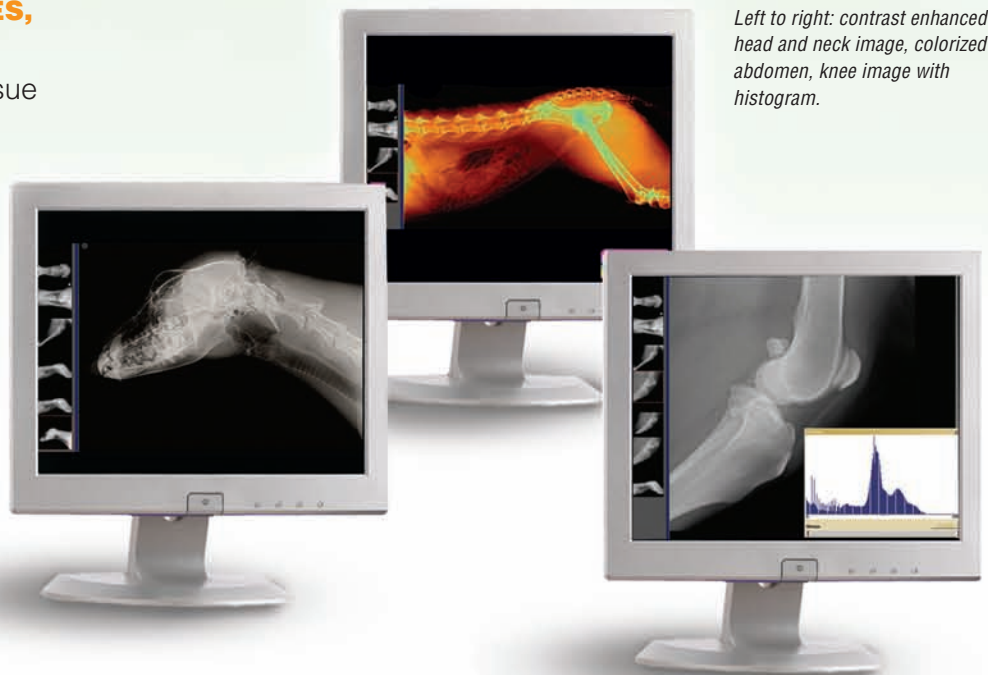 ES,
sue
Left to right: contrast enhanced
head and neck image, colorized
abdomen, knee image with
histogram.